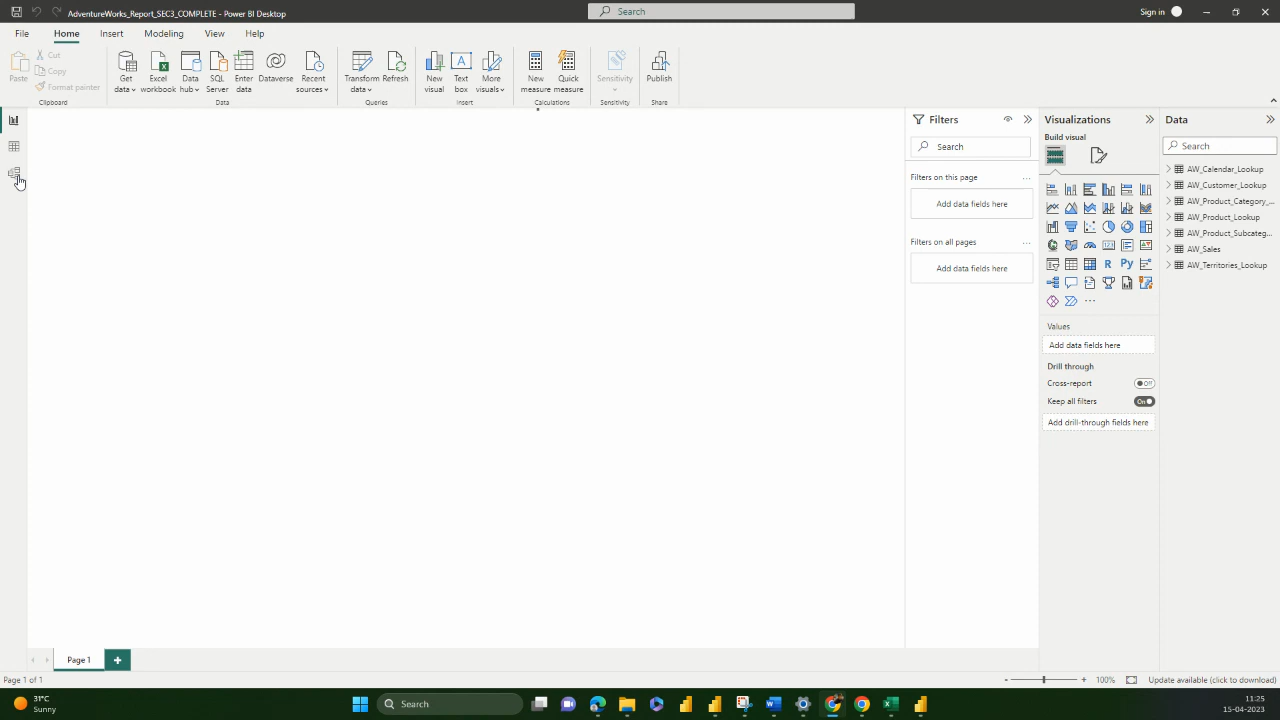 AdventureWorks_Report_SEC3_COMPLETE - Power BI Desktop
Search
Sign in
File Home Insert Modeling View Help
Paste
Cut
Copy
Format painter
Clipboard
Get data
Excel workbook
Data hub
SQL Server
Enter data
Dataverse
Recent sources
Data
Transform data
Refresh
Queries
New visual
Text box
More visuals
Insert
New measure
Quick measure
Calculations
Sensitivity
Sensitivity
Publish
Share
Filters
Search
Filters on this page
Add data fields here
Filters on all pages
Add data fields here
Visualizations
Build visual
R
Py
123
Values
Add data fields here
Drill through
Cross-report
Off
Keep all filters
On
Add drill-through fields here
Data
Search
AW_Calendar_Lookup
AW_Customer_Lookup
AW_Product_Category_...
AW_Product_Lookup
AW_Product_Subcateg...
AW_Sales
AW_Territories_Lookup
Page 1
Page 1 of 1
100%
Update available (click to download)
31°C
Sunny
Search
11:25
15-04-2023